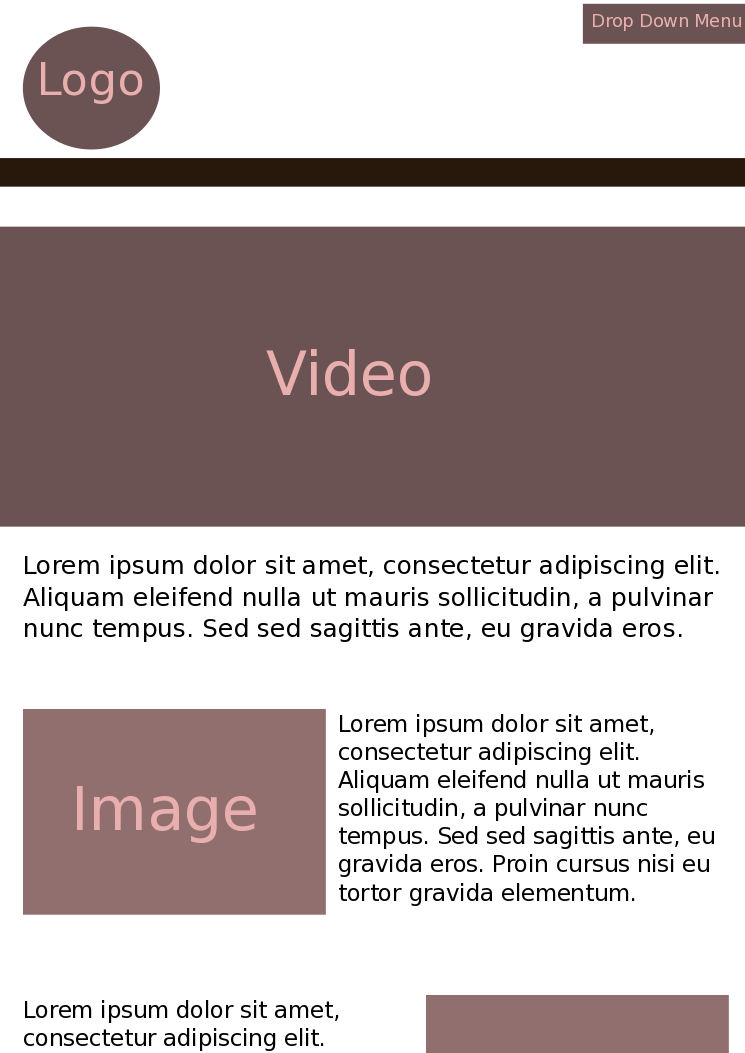 Drop Down Menu
Logo
Video
Lorem ipsum dolor sit amet, consectetur adipiscing elit.
Aliquam eleifend nulla ut mauris sollicitudin, a pulvinar
nunc tempus. Sed sed sagittis ante, eu gravida eros.
Image
Lorem ipsum dolor sit amet,
consectetur adipiscing elit.
Aliquam eleifend nulla ut mauris
sollicitudin, a pulvinar nunc
tempus. Sed sed sagittis ante, eu
gravida eros. Proin cursus nisi eu
tortor gravida elementum.
Lorem ipsum dolor sit amet,
consectetur adipiscing elit.